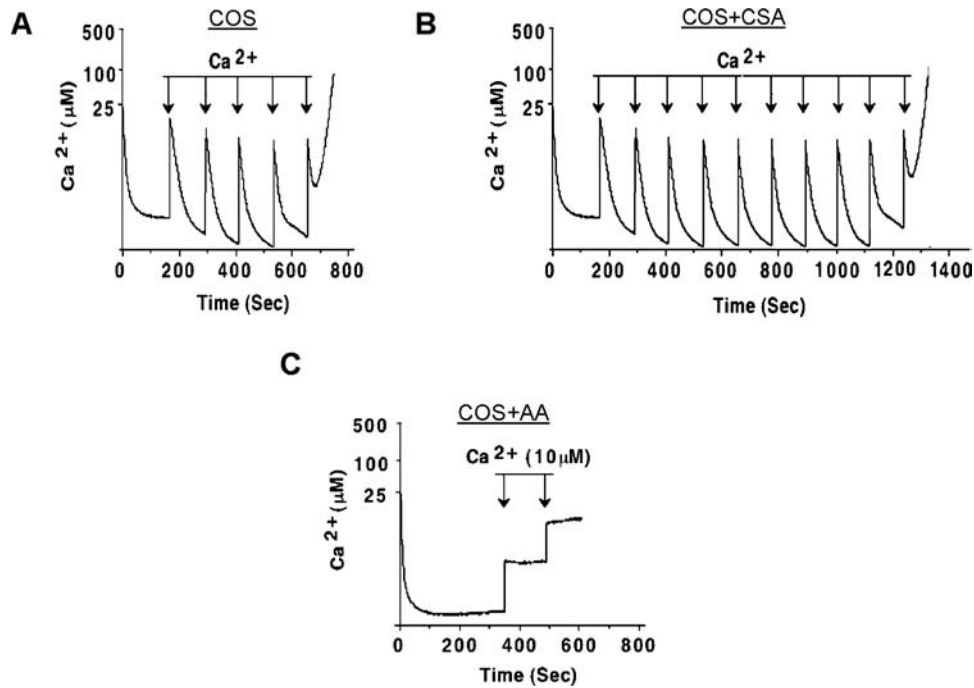 A
COS
500
100
25
Ca 2+ (μM)
Ca 2+
0 200 400 600 800
Time (Sec)
B
COS+CSA
500
100
25
Ca 2+ (μM)
Ca 2+
0 200 400 600 800 1000 1200 1400
Time (Sec)
C
COS+AA
500
100
25
Ca 2+ (μM)
Ca 2+ (10 μM)
0 200 400 600 800
Time (Sec)